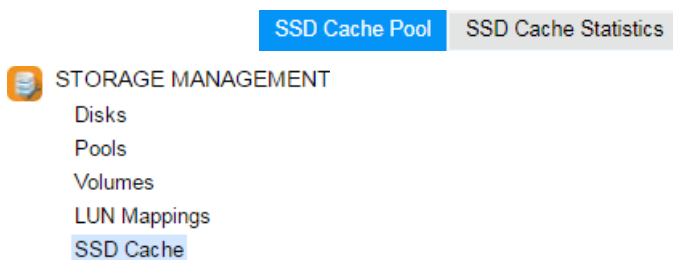 SSD Cache Pool SSD Cache Statistics
STORAGE MANAGEMENT
Disks
Pools
Volumes
LUN Mappings
SSD Cache